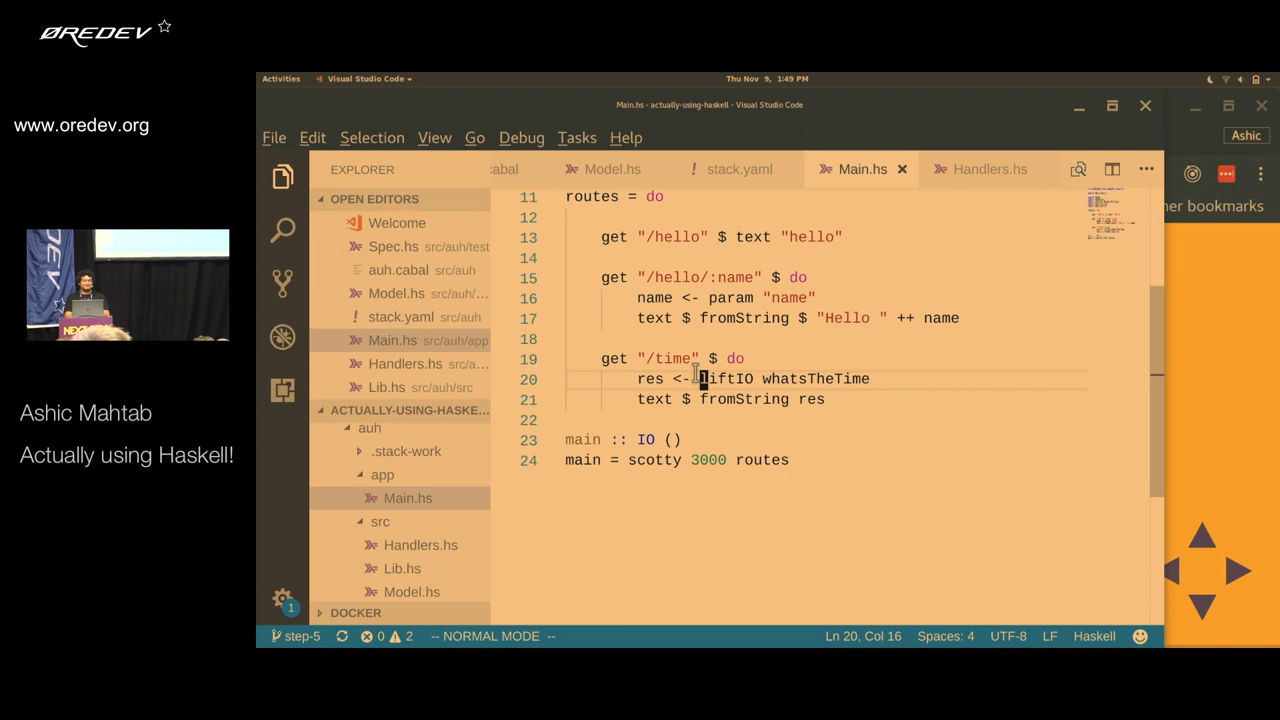 ØREDEV
www.oredev.org
Ashic Mahtab
Actually using Haskell!
Activities Visual Studio Code Thu Nov 9, 1:49 PM
Main.hs - actually-using-haskell - Visual Studio Code
Ashic
File Edit Selection View Go Debug Tasks Help
EXPLORER
cabal Model.hs ! stack.yaml Main.hs Handlers.hs
her bookmarks
OPEN EDITORS
Welcome
Spec.hs src/auh/test
auh.cabal src/auh
Model.hs src/auh/...
! stack.yaml src/auh
Main.hs src/auh/app
Handlers.hs src/a...
Lib.hs src/auh/src
ACTUALLY-USING-HASKE...
auh
.stack-work
app
Main.hs
src
Handlers.hs
Lib.hs
Model.hs
DOCKER
11 routes = do
12
13 get "/hello" $ text "hello"
14
15 get "/hello/:name" $ do
16 name <- param "name"
17 text $ fromString $ "Hello " ++ name
18
19 get "/time" $ do
20 res <- liftIO whatsTheTime
21 text $ fromString res
22
23 main :: IO ()
24 main = scotty 3000 routes
1
step-5 0 2 -- NORMAL MODE -- Ln 20, Col 16 Spaces: 4 UTF-8 LF Haskell